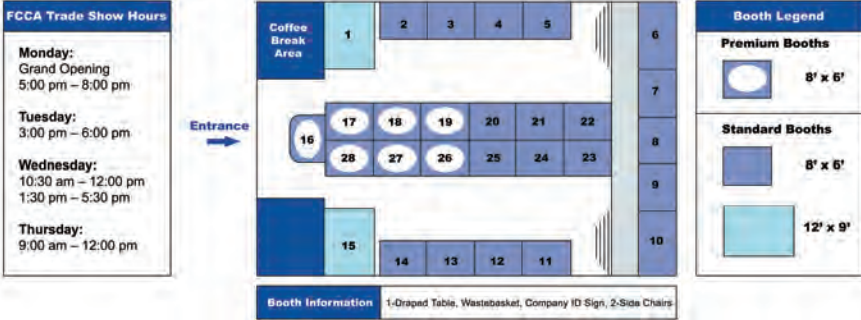 FCCA Trade Show Hours
Monday:
Grand Opening
5:00 pm – 8:00 pm
Tuesday:
3:00 pm – 6:00 pm
Wednesday:
10:30 am – 12:00 pm
1:30 pm – 5:30 pm
Thursday:
9:00 am – 12:00 pm
Entrance
Coffee
Break
Area
1
2 3 4 5
6
7
8
9
10
16
17 18 19 20 21 22
28 27 26 25 24 23
15
14 13 12 11
Booth Information 1-Draped Table, Wastebasket, Company ID Sign, 2-Side Chairs
Booth Legend
Premium Booths
8' x 6'
Standard Booths
8' x 6'
12' x 9'